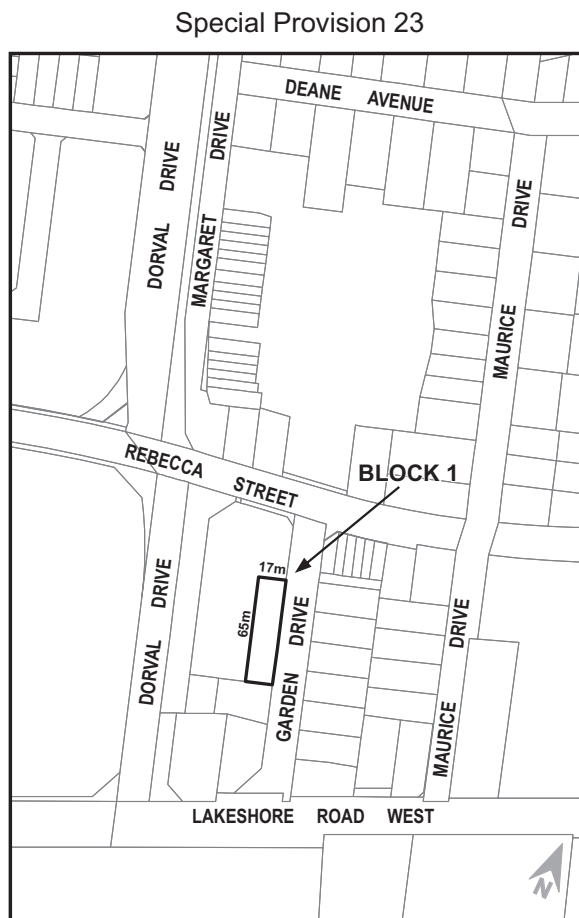 Special Provision 23
DEANE AVENUE
DORVAL DRIVE
MARGARET DRIVE
MAURICE DRIVE
REBECCA STREET
BLOCK 1
17m
65m
DORVAL DRIVE
GARDEN DRIVE
MAURICE DRIVE
LAKESHORE ROAD WEST
N